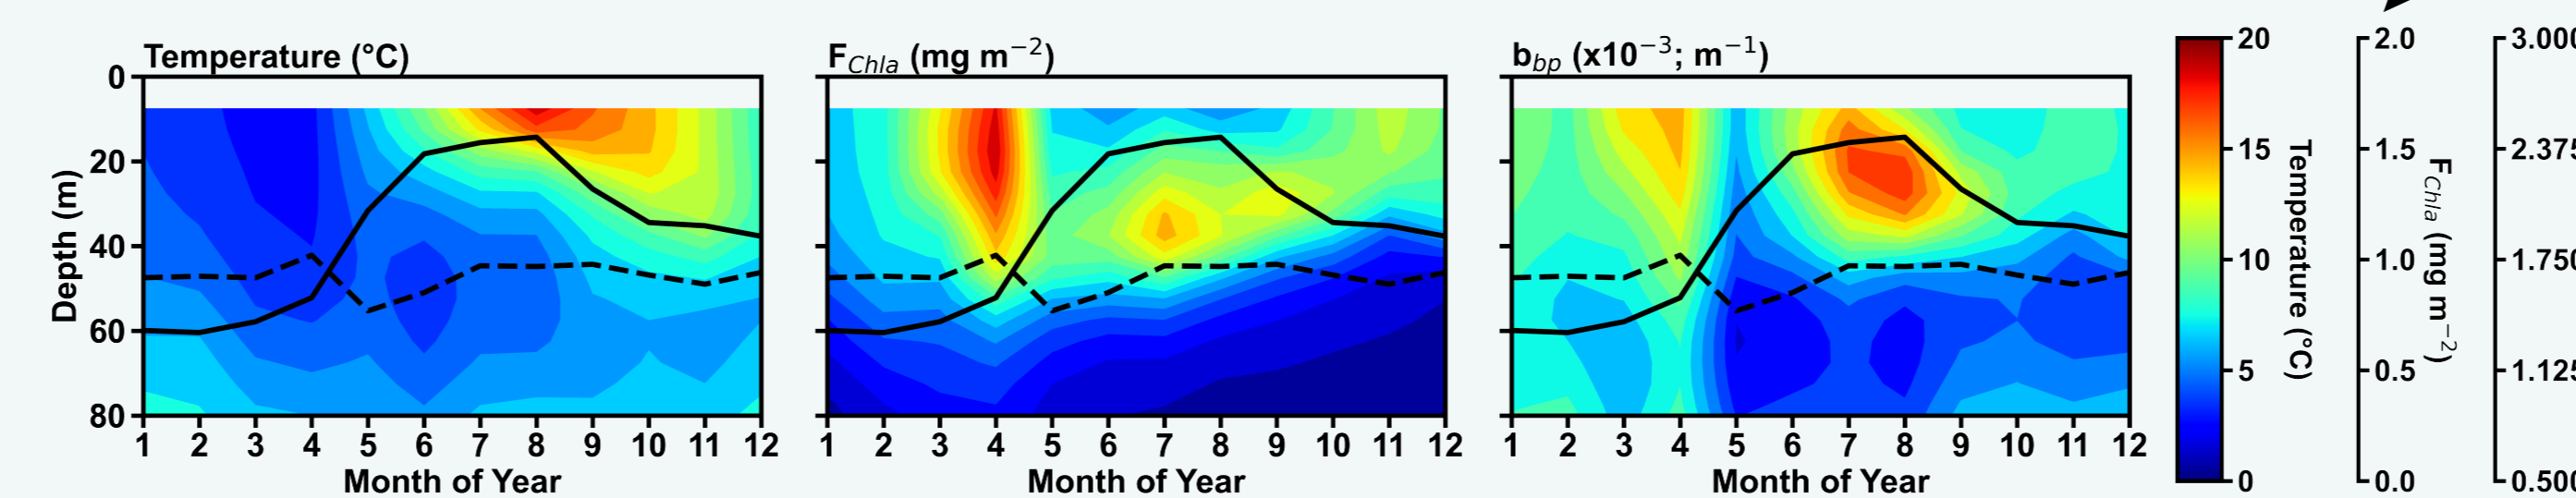 Temperature (°C)
F_Chla (mg m⁻²)
b_bp (x10⁻³; m⁻¹)
Depth (m)
0
20
40
60
80
1 2 3 4 5 6 7 8 9 10 11 12
Month of Year
1 2 3 4 5 6 7 8 9 10 11 12
Month of Year
1 2 3 4 5 6 7 8 9 10 11 12
Month of Year
20
15
10
5
0
Temperature (°C)
2.0
1.5
1.0
0.5
0.0
F_Chla (mg m⁻²)
3.000
2.375
1.750
1.125
0.500